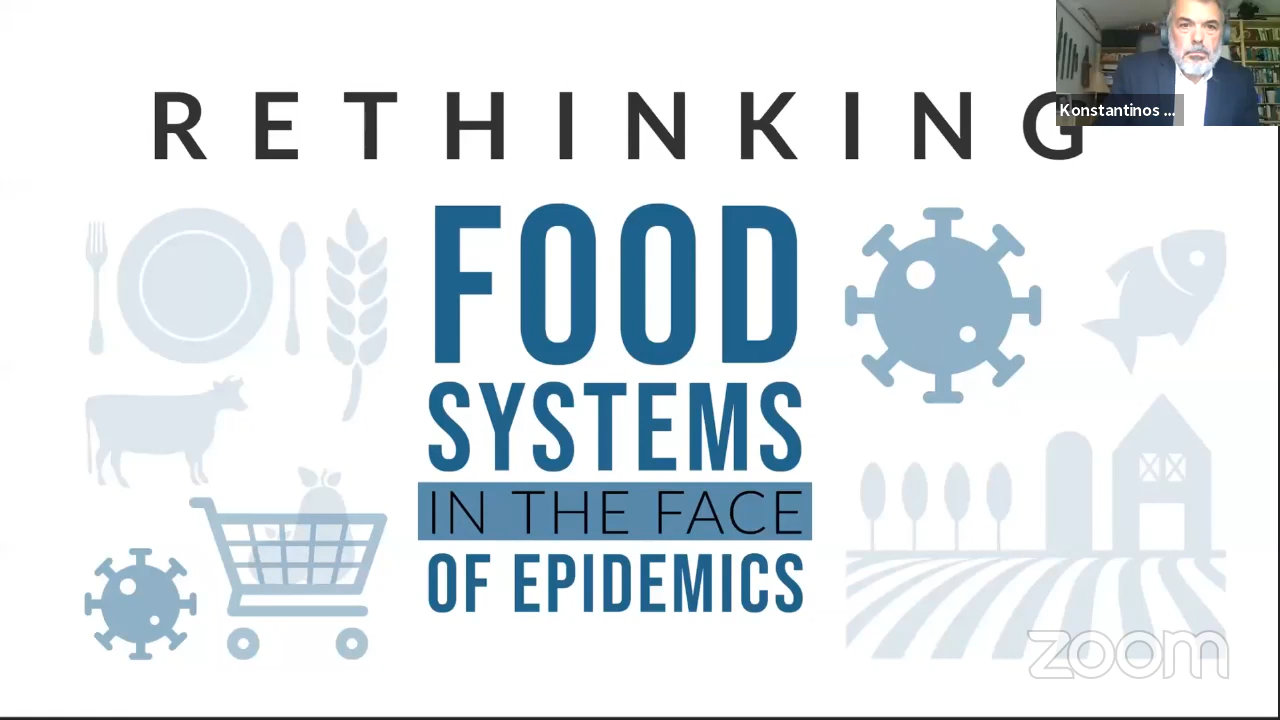 Konstantinos ...
RETHINKING
FOOD
SYSTEMS
IN THE FACE
OF EPIDEMICS
zoom